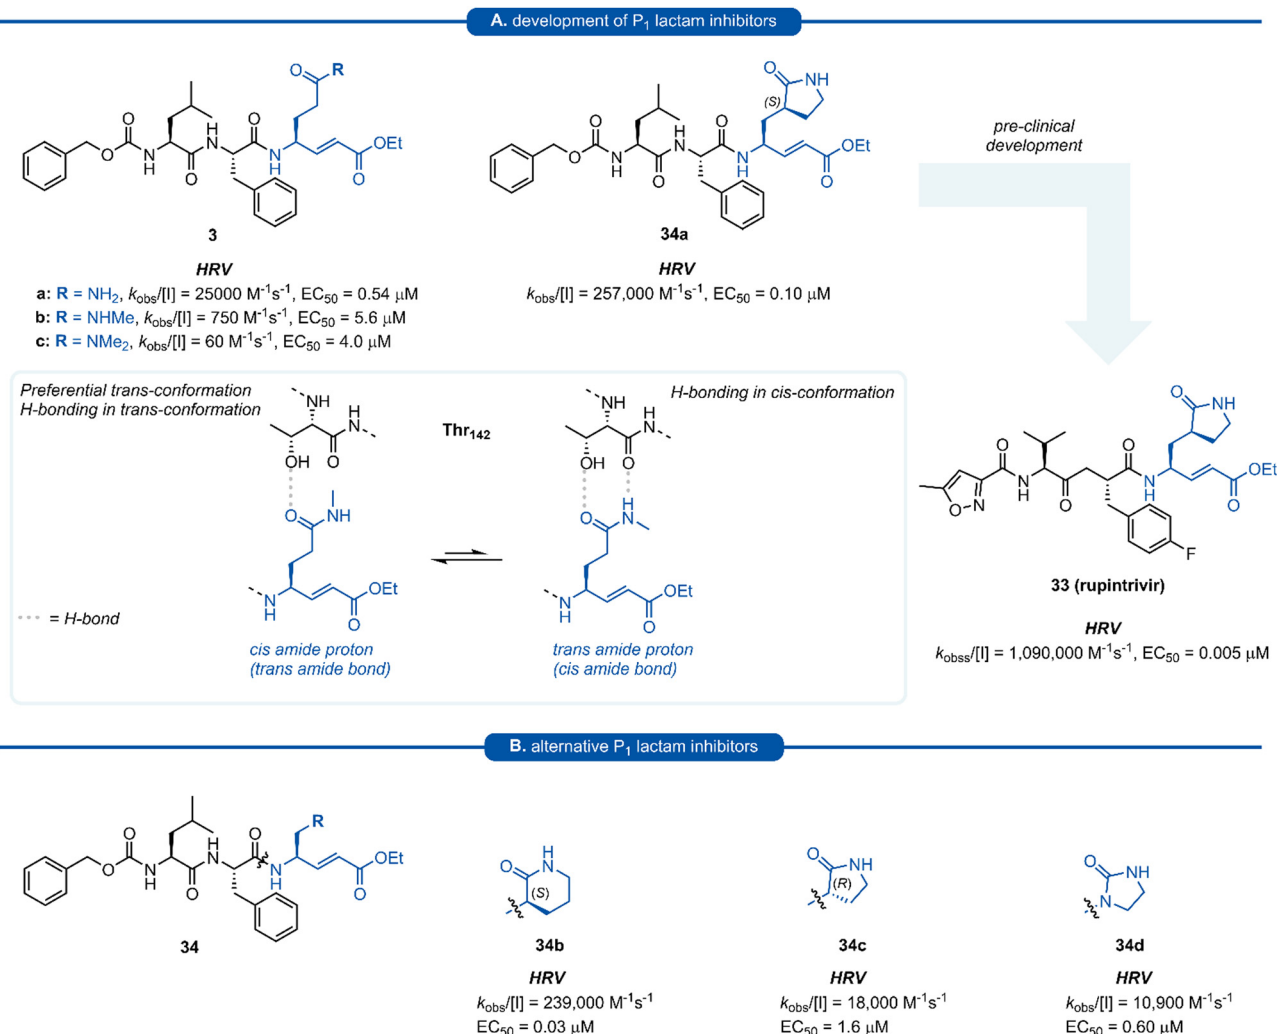 A. development of P₁ lactam inhibitors
O
R
O
O
N
H
O
H
N
O
N
H
OEt
O
3
HRV
a: R = NH₂, kobs/[I] = 25000 M⁻¹s⁻¹, EC₅₀ = 0.54 μM
b: R = NHMe, kobs/[I] = 750 M⁻¹s⁻¹, EC₅₀ = 5.6 μM
c: R = NMe₂, kobs/[I] = 60 M⁻¹s⁻¹, EC₅₀ = 4.0 μM
O
NH
(S)
O
O
N
H
O
H
N
O
N
H
OEt
O
34a
HRV
kobs/[I] = 257,000 M⁻¹s⁻¹, EC₅₀ = 0.10 μM
pre-clinical
development
Preferential trans-conformation
H-bonding in trans-conformation
NH
H
N
OH
O
Thr₁₄₂
NH
H
N
OH
O
H-bonding in cis-conformation
O
NH
N
H
OEt
O
cis amide proton
(trans amide bond)
O
H
N
N
H
OEt
O
trans amide proton
(cis amide bond)
= H-bond
O
NH
O
N
H
O
O
N
H
OEt
O
O
N
F
33 (rupintrivir)
HRV
kobss/[I] = 1,090,000 M⁻¹s⁻¹, EC₅₀ = 0.005 μM
B. alternative P₁ lactam inhibitors
R
O
O
N
H
O
H
N
O
N
H
OEt
O
34
H
N
O
(S)
34b
HRV
kobs/[I] = 239,000 M⁻¹s⁻¹
EC₅₀ = 0.03 μM
O
NH
(R)
34c
HRV
kobs/[I] = 18,000 M⁻¹s⁻¹
EC₅₀ = 1.6 μM
O
NH
N
34d
HRV
kobs/[I] = 10,900 M⁻¹s⁻¹
EC₅₀ = 0.60 μM